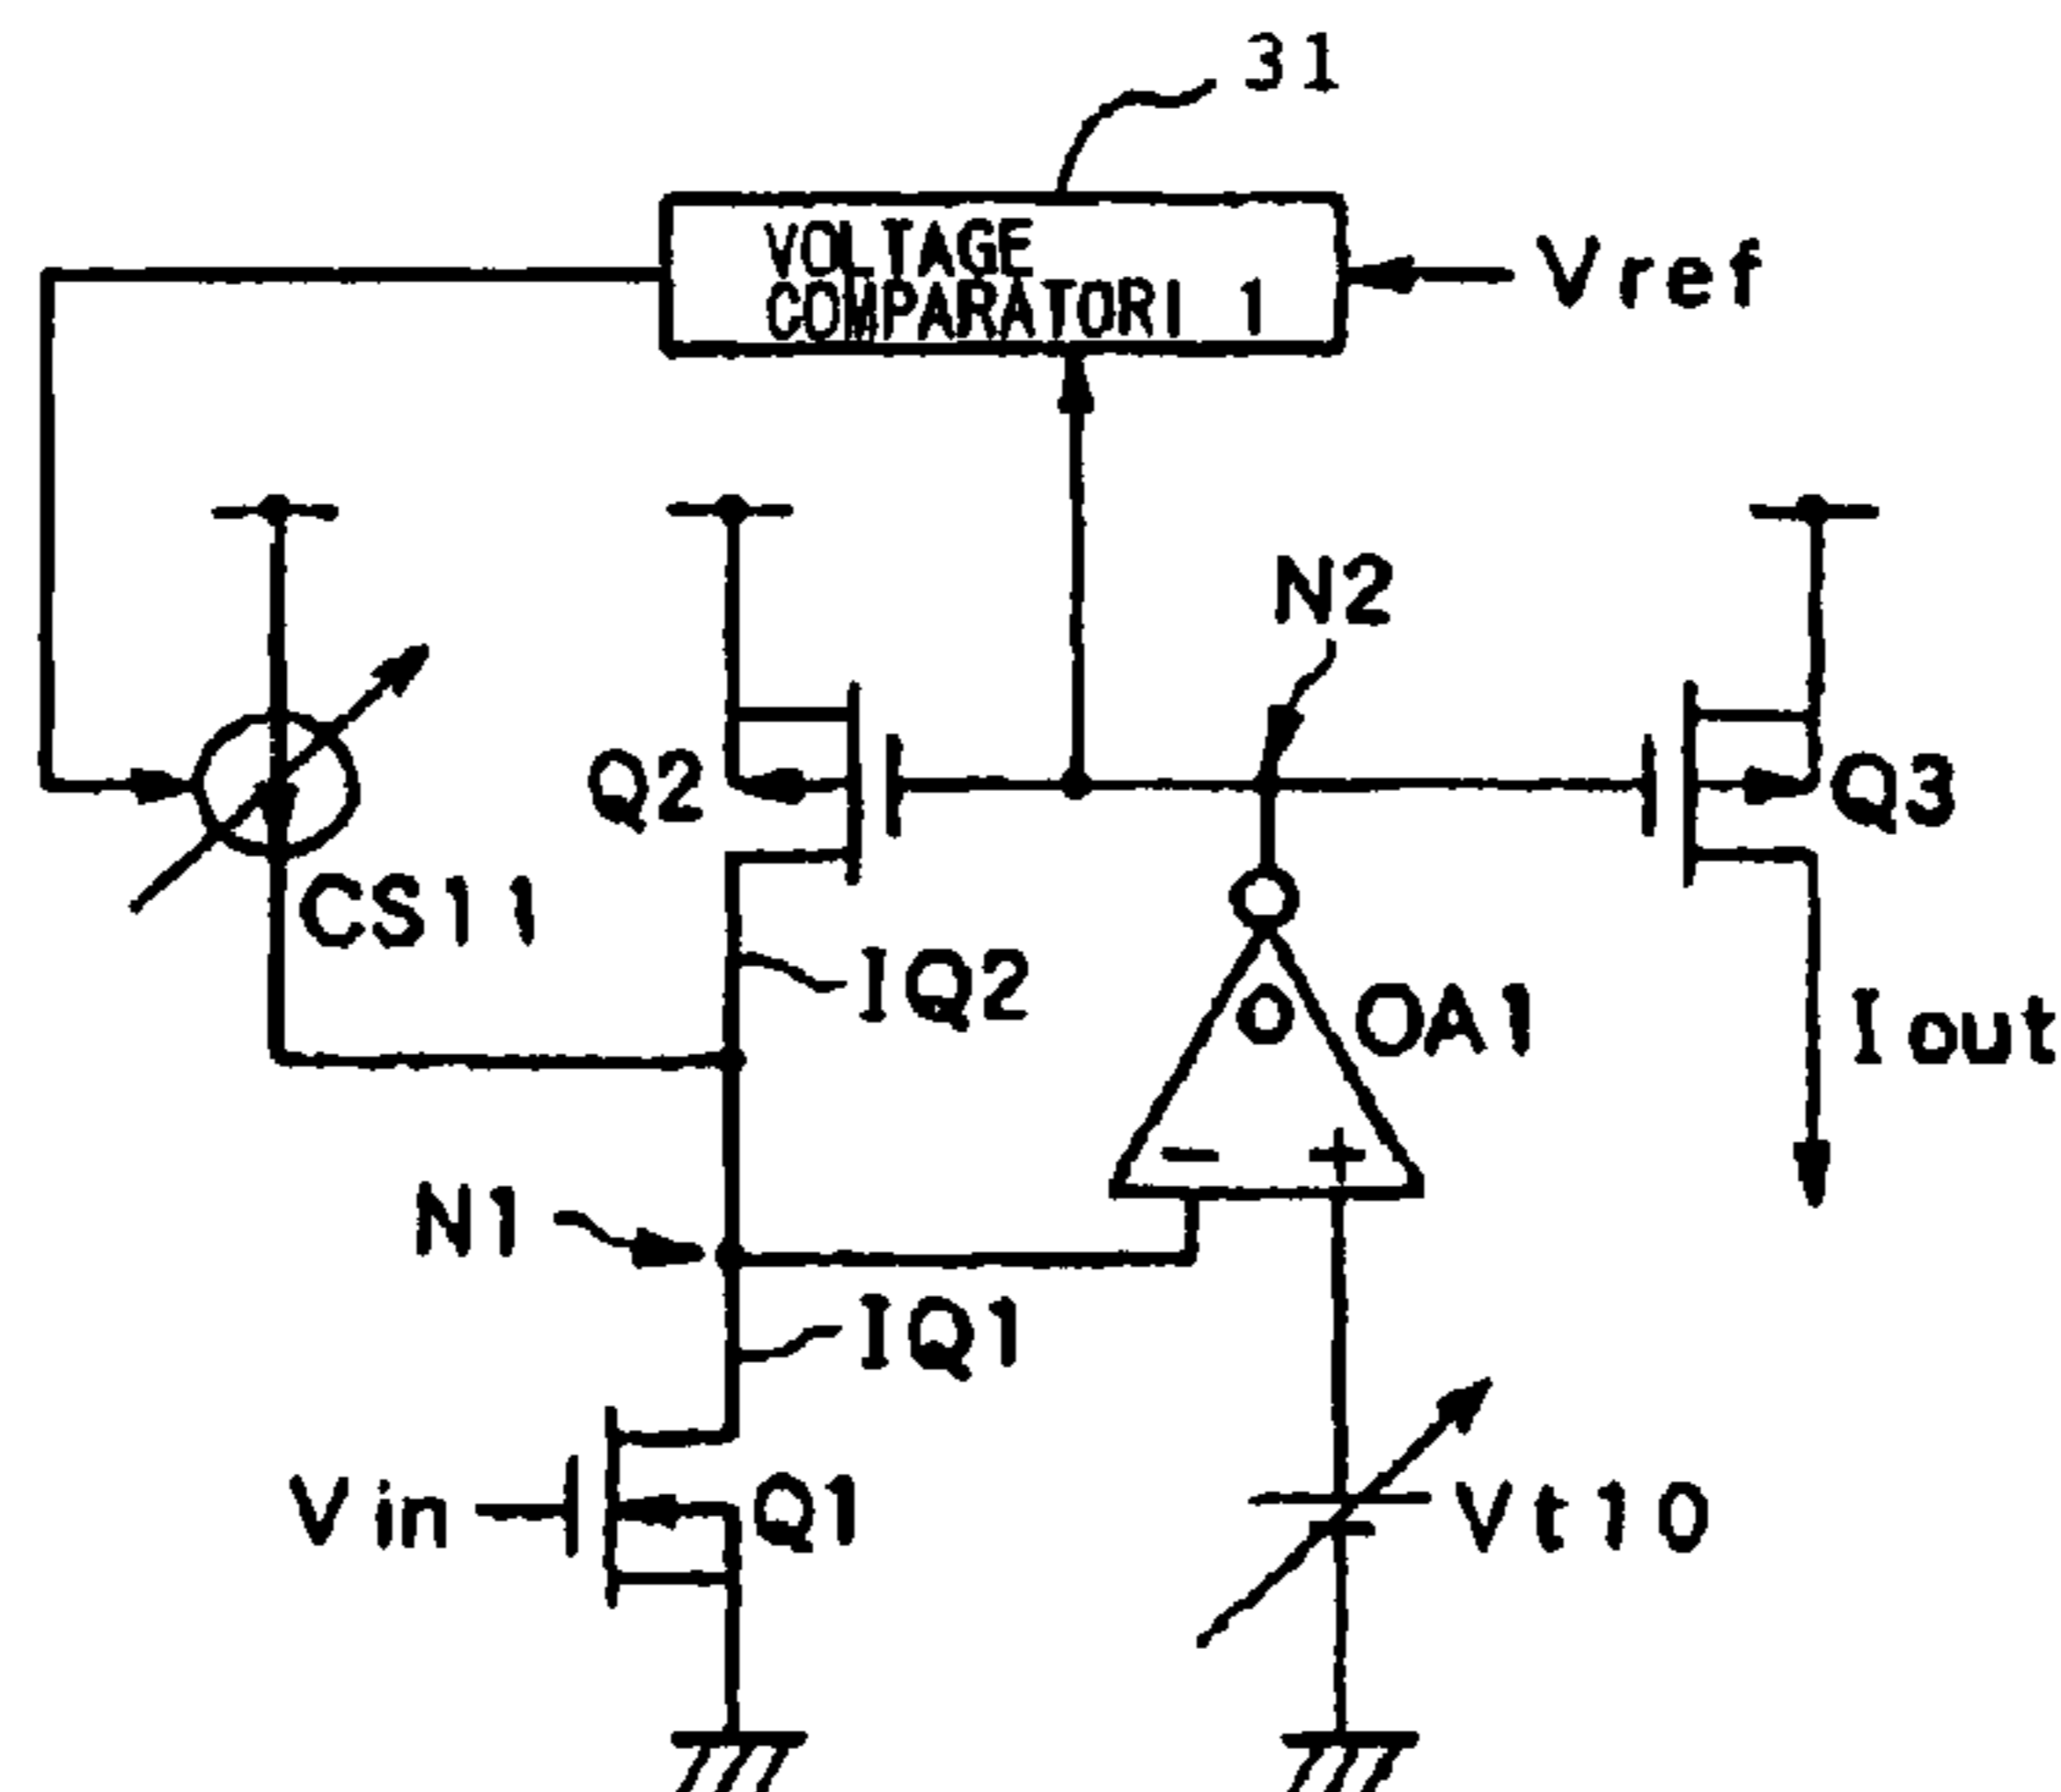 31
VOLTAGE
COMPARATORI 1
Vref
N2
Q2
Q3
CS11
IQ2
O
OA1
Iout
- +
N1
IQ1
Vin
Q1
Vt10